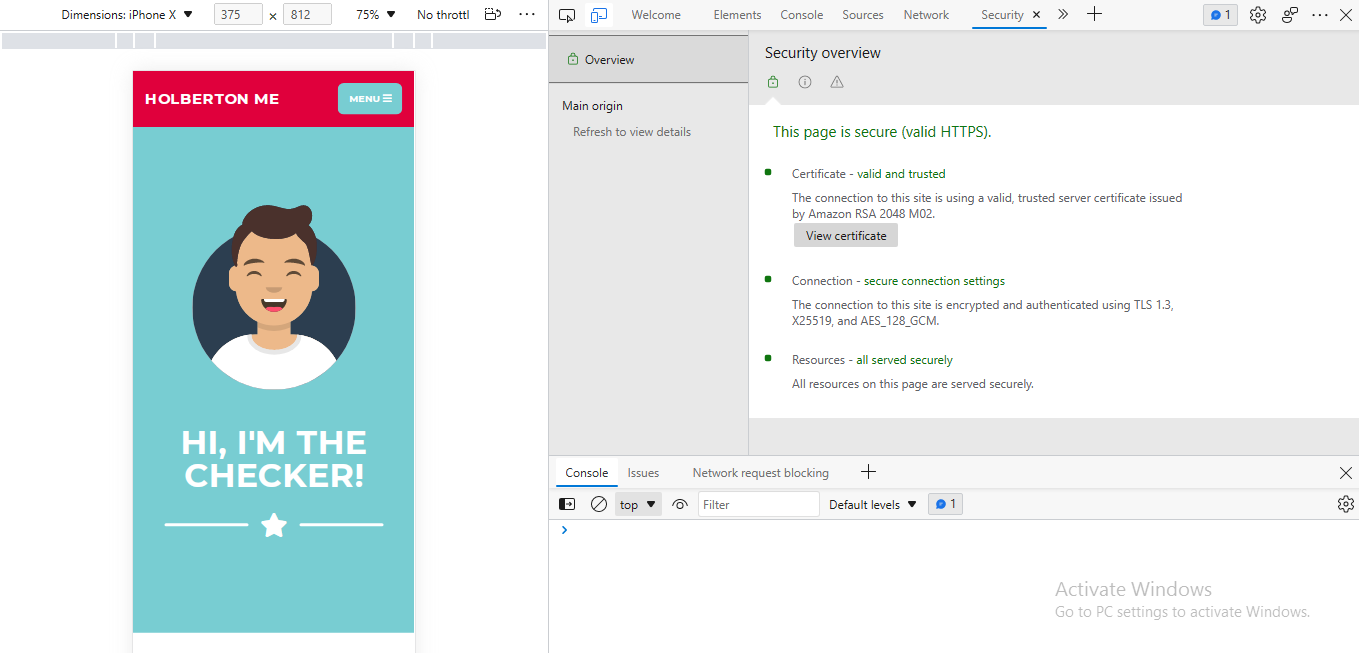 Dimensions: iPhone X ▼ 375 × 812 75% ▼ No throttl
Welcome Elements Console Sources Network Security × 1
HOLBERTON ME
MENU
HI, I'M THE
CHECKER!
Overview
Main origin
Refresh to view details
Security overview
This page is secure (valid HTTPS).
Certificate - valid and trusted
The connection to this site is using a valid, trusted server certificate issued
by Amazon RSA 2048 M02.
View certificate
Connection - secure connection settings
The connection to this site is encrypted and authenticated using TLS 1.3,
X25519, and AES_128_GCM.
Resources - all served securely
All resources on this page are served securely.
Console Issues Network request blocking
top ▼ Filter Default levels ▼ 1
Activate Windows
Go to PC settings to activate Windows.